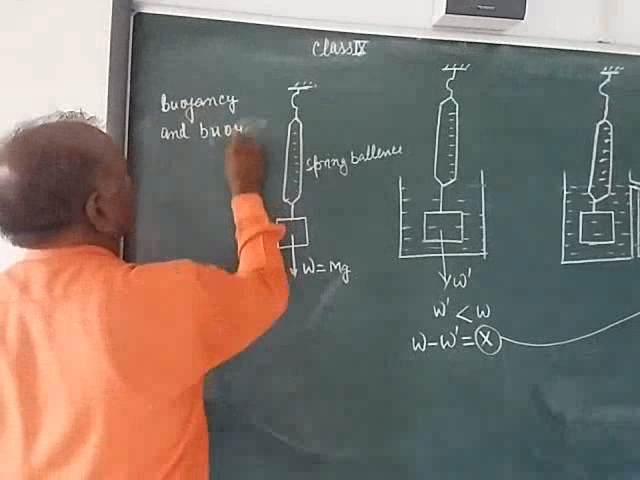 Class IX
Buoyancy
and buoy
Spring ballence
W = Mg
W'
W' < W
W - W' = X